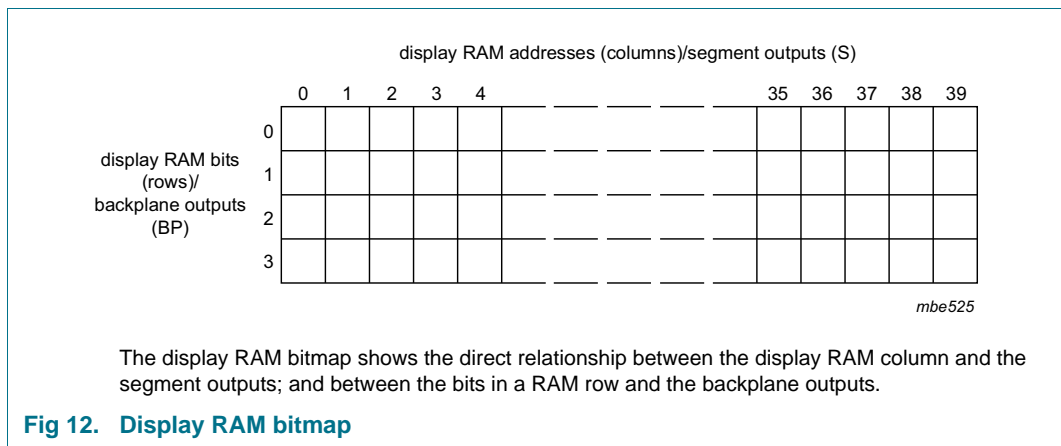 display RAM addresses (columns)/segment outputs (S)
0 1 2 3 4 35 36 37 38 39
0
display RAM bits
(rows)/
backplane outputs
(BP)
1
2
3
mbe525
The display RAM bitmap shows the direct relationship between the display RAM column and the
segment outputs; and between the bits in a RAM row and the backplane outputs.
Fig 12. Display RAM bitmap